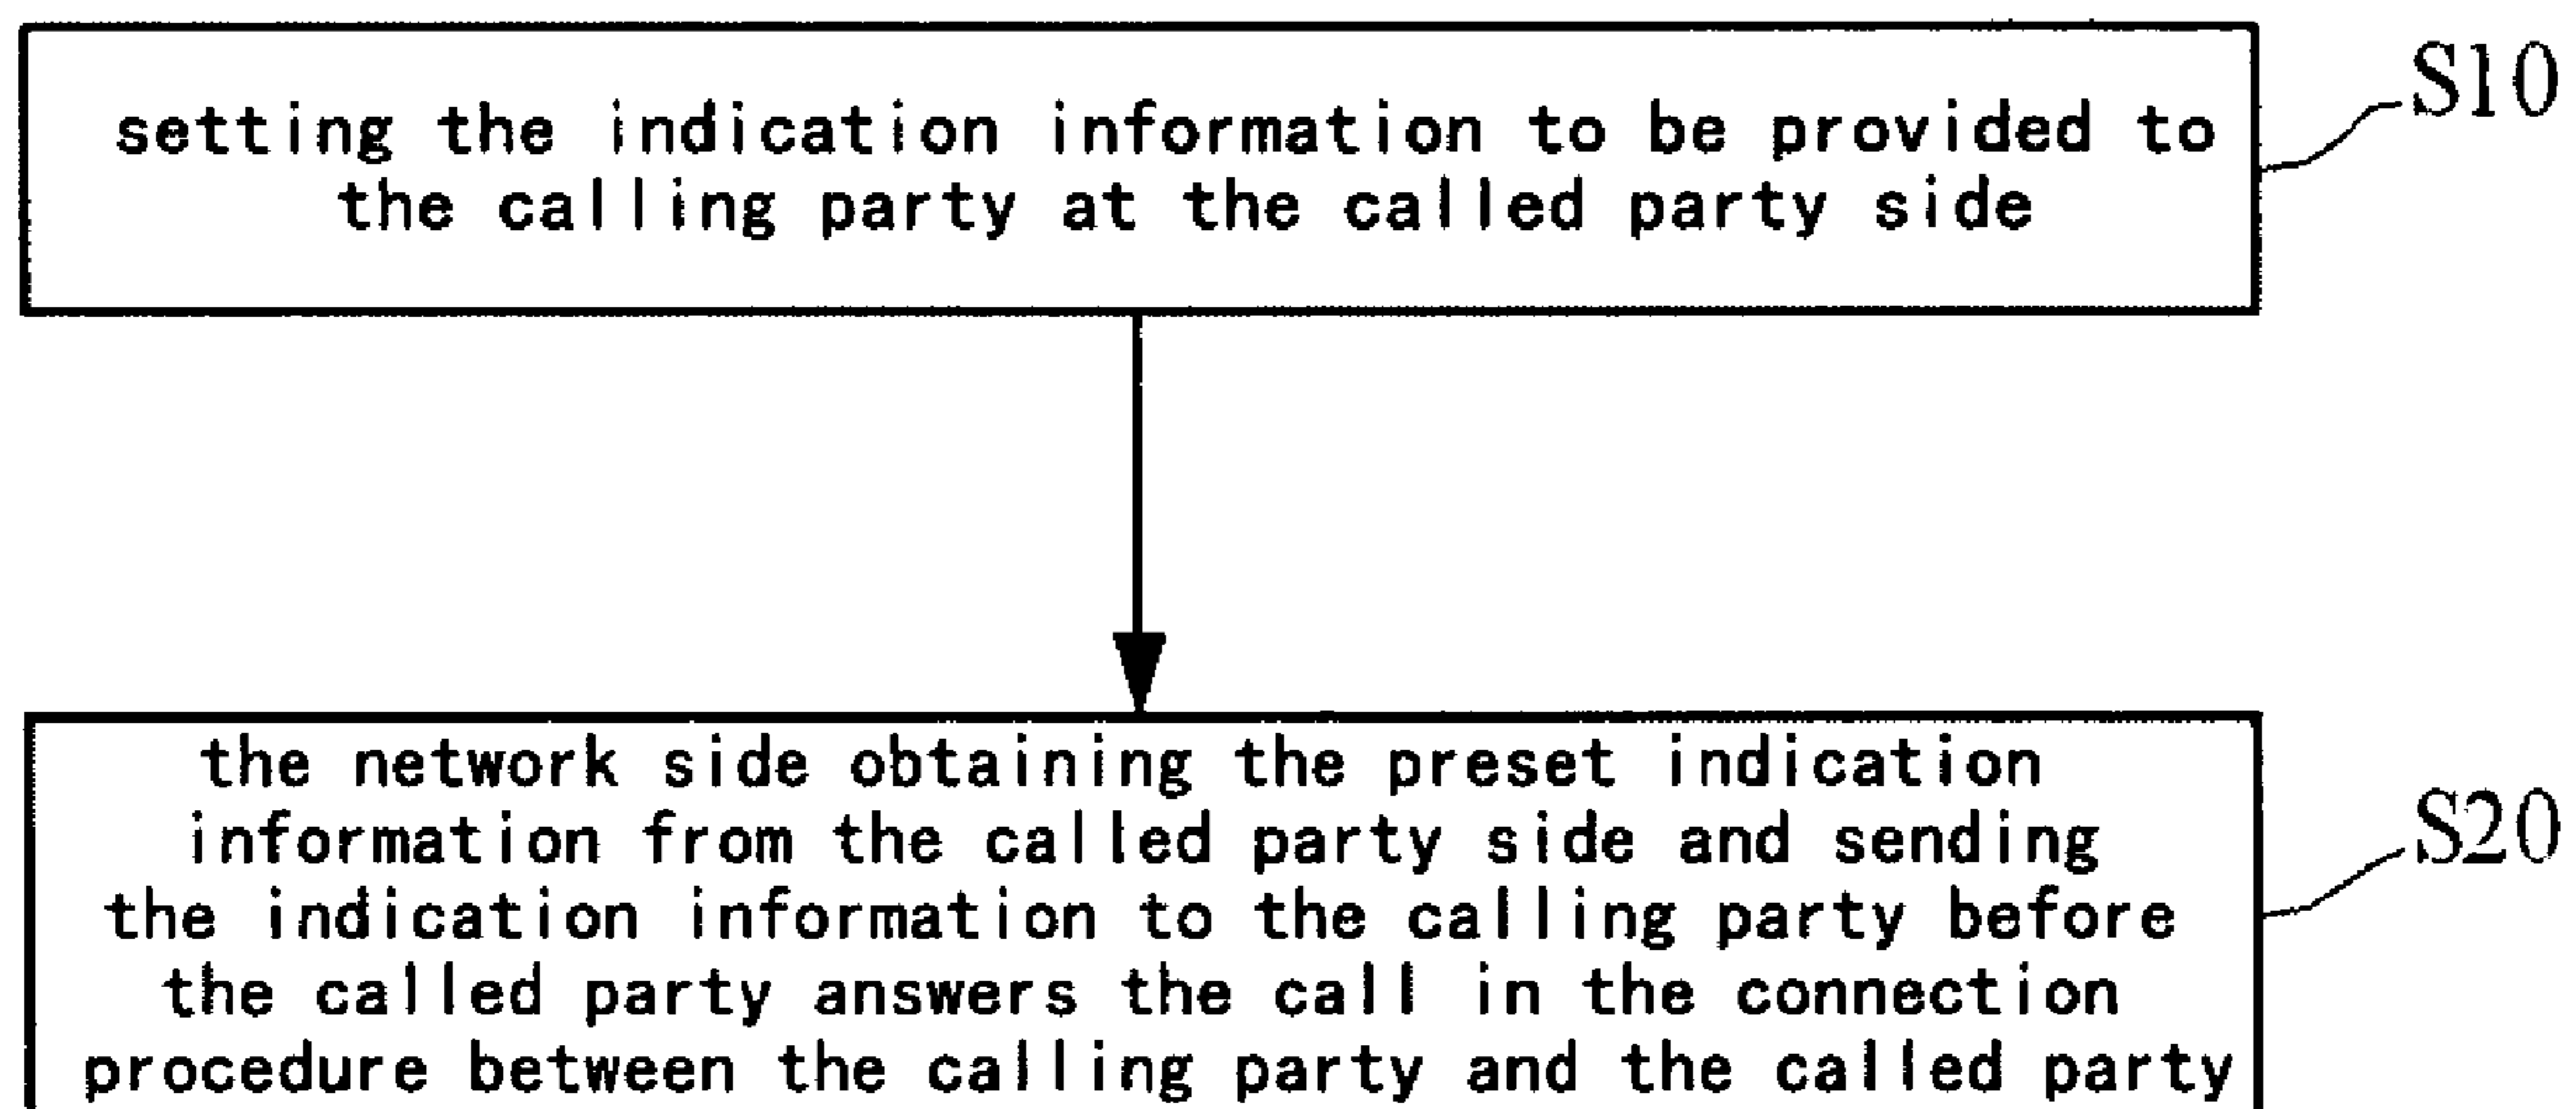 setting the indication information to be provided to
the calling party at the called party side
S10
the network side obtaining the preset indication
information from the called party side and sending
the indication information to the calling party before
the called party answers the call in the connection
procedure between the calling party and the called party
S20